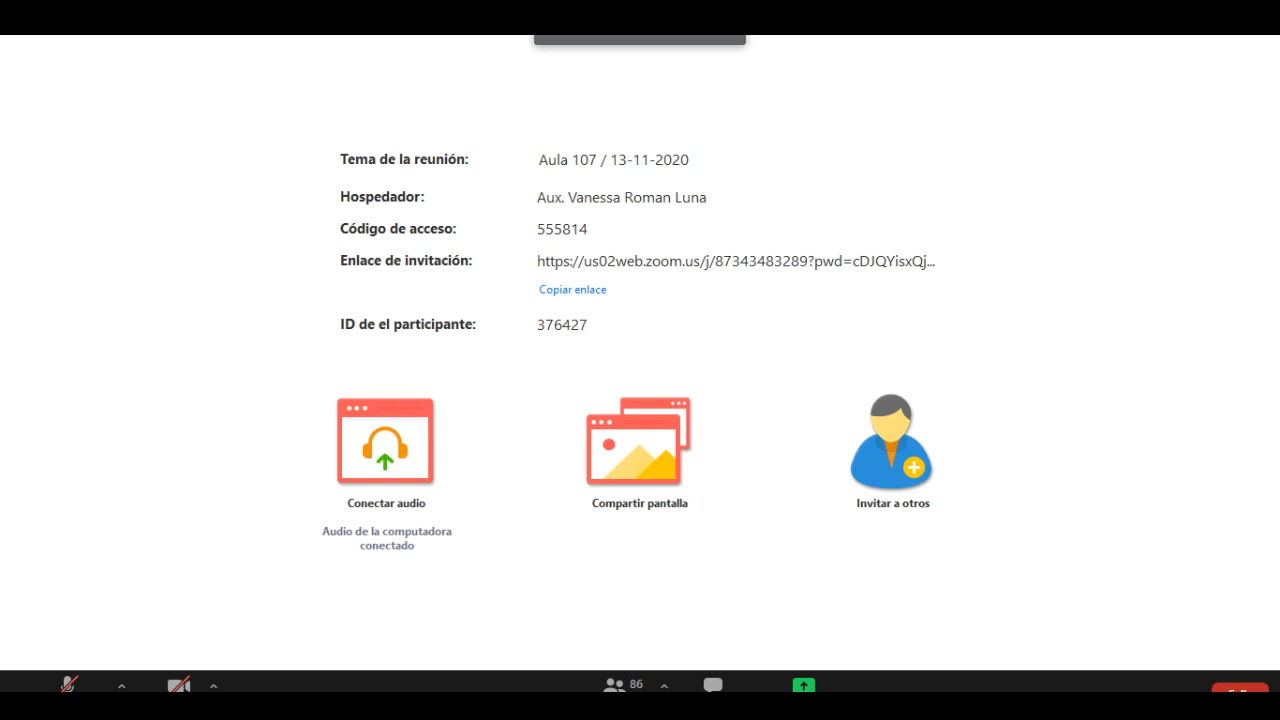 Tema de la reunión: Aula 107 / 13-11-2020
Hospedador: Aux. Vanessa Roman Luna
Código de acceso: 555814
Enlace de invitación: https://us02web.zoom.us/j/87343483289?pwd=cDJQYisxQj...
Copiar enlace
ID de el participante: 376427
Conectar audio
Compartir pantalla
Invitar a otros
Audio de la computadora
conectado
86